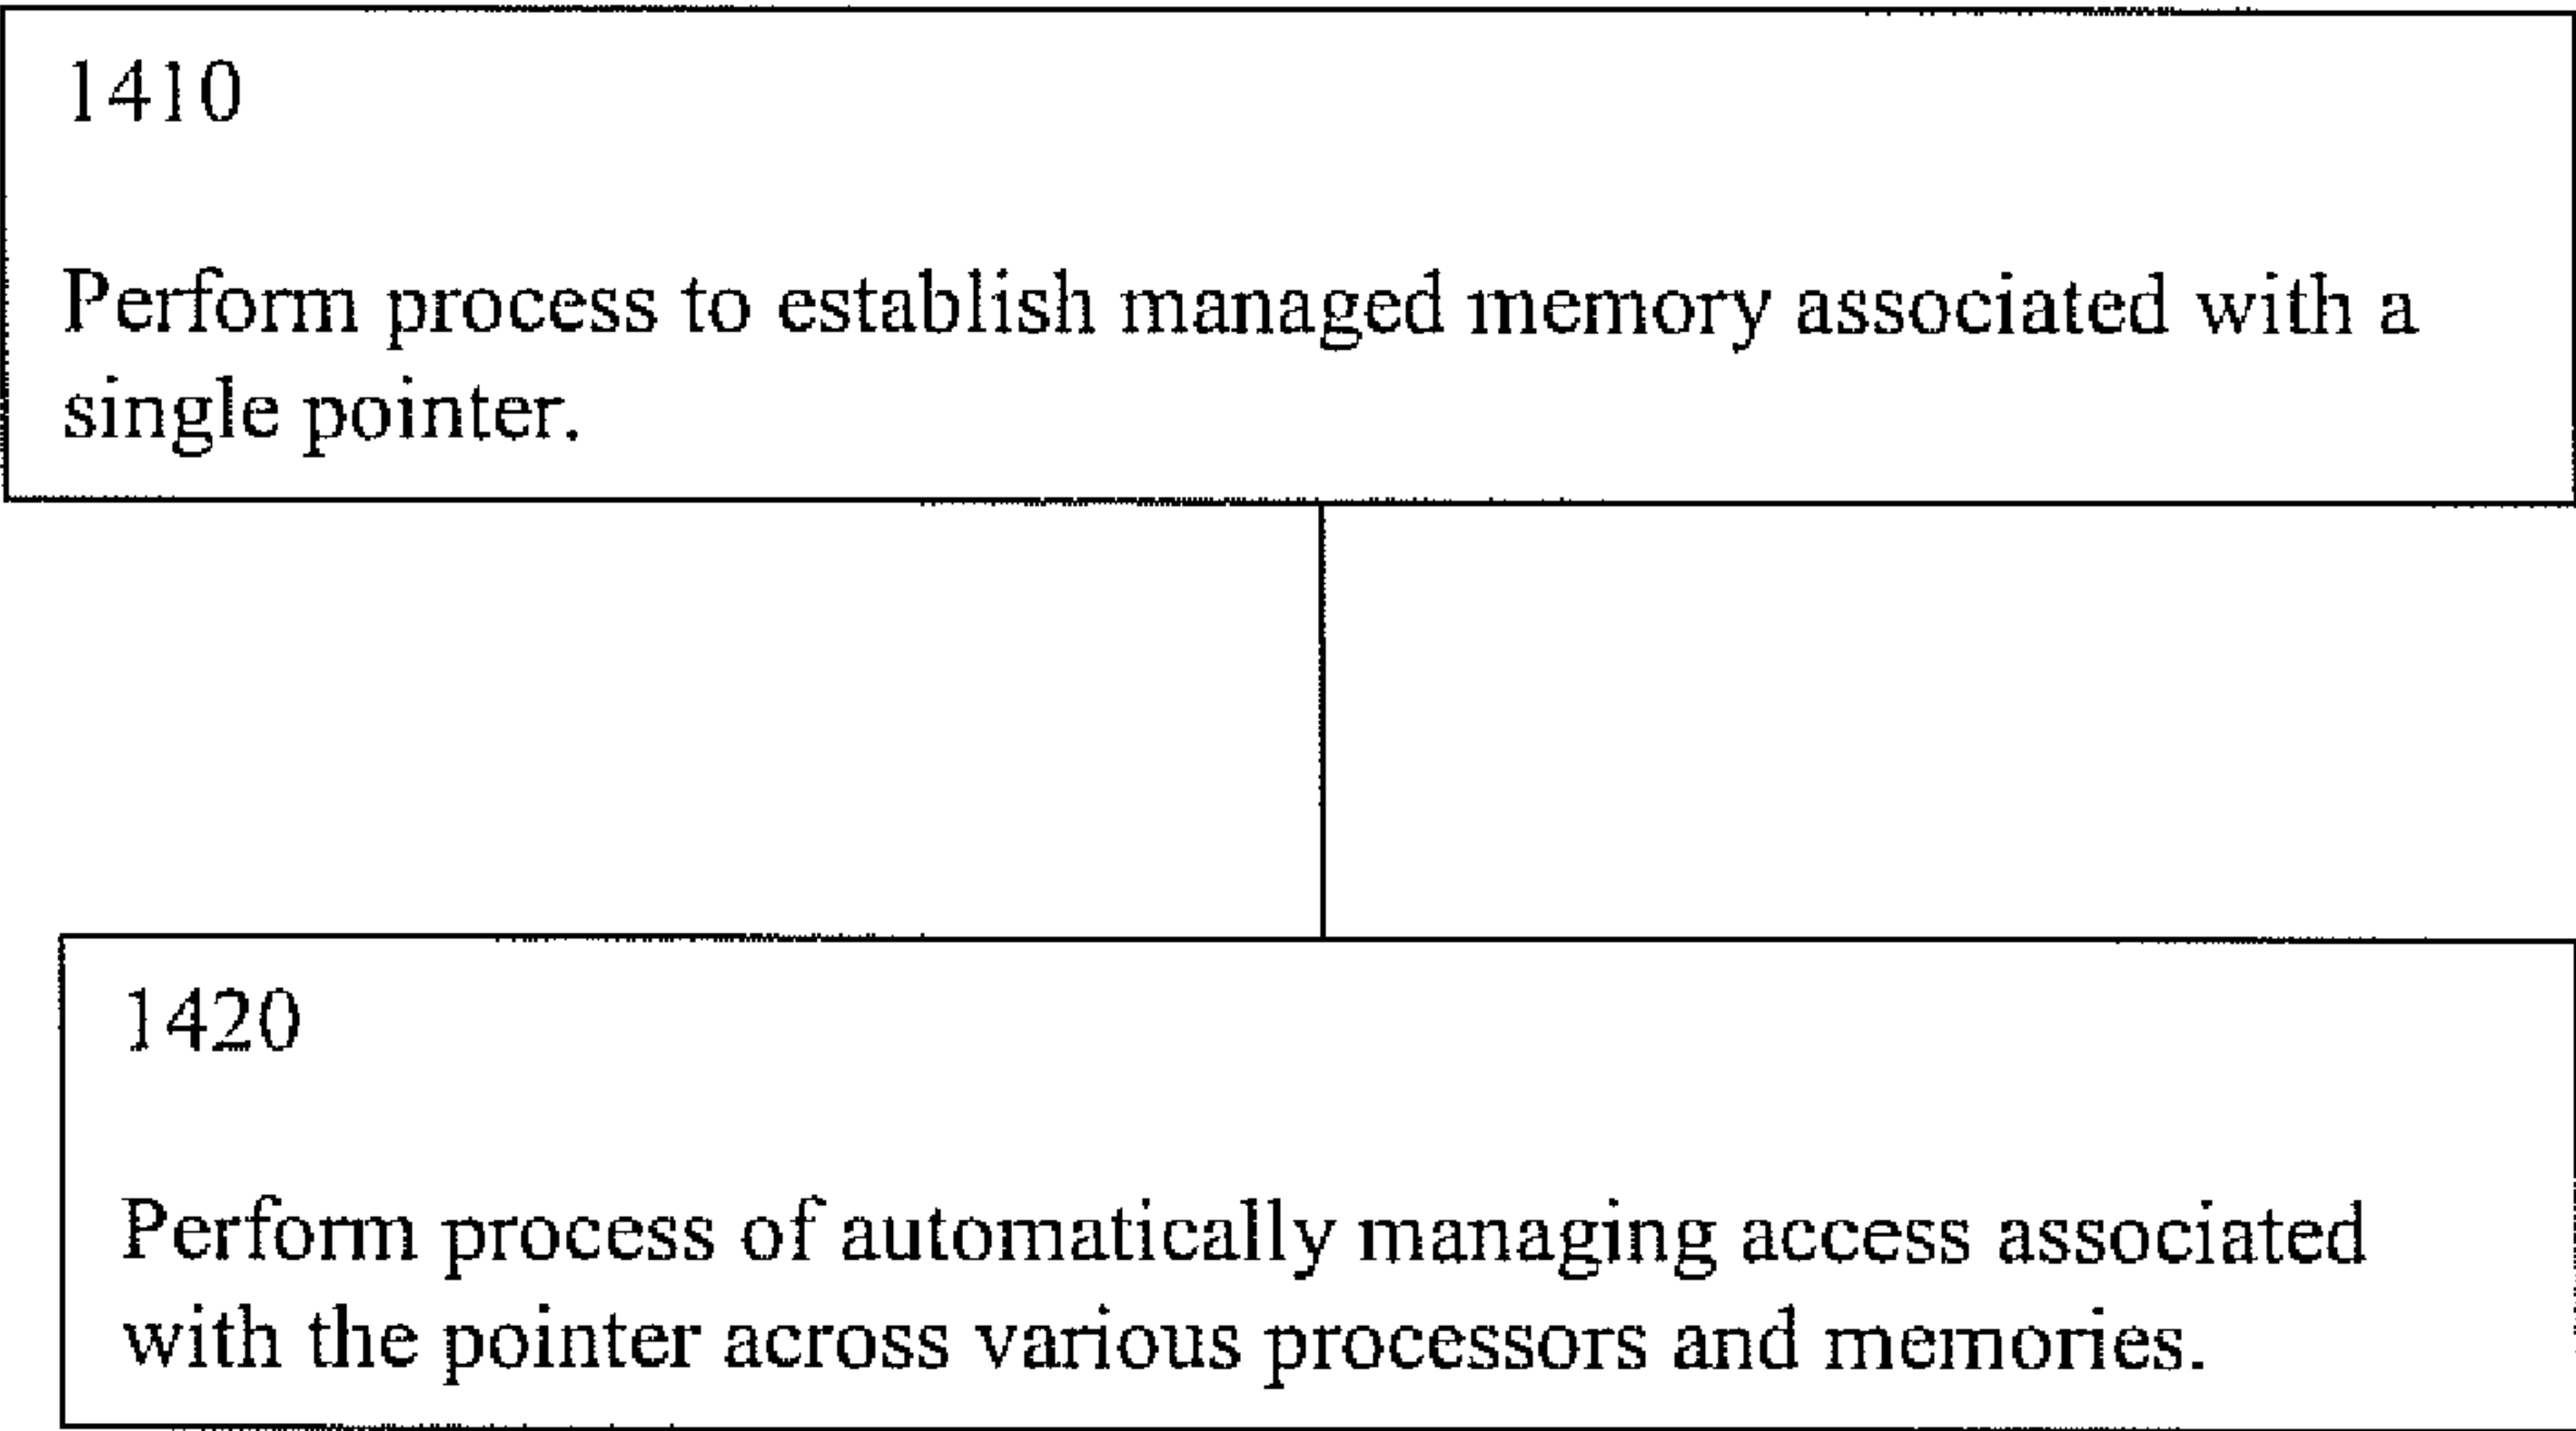 1410
Perform process to establish managed memory associated with a
single pointer.
1420
Perform process of automatically managing access associated
with the pointer across various processors and memories.